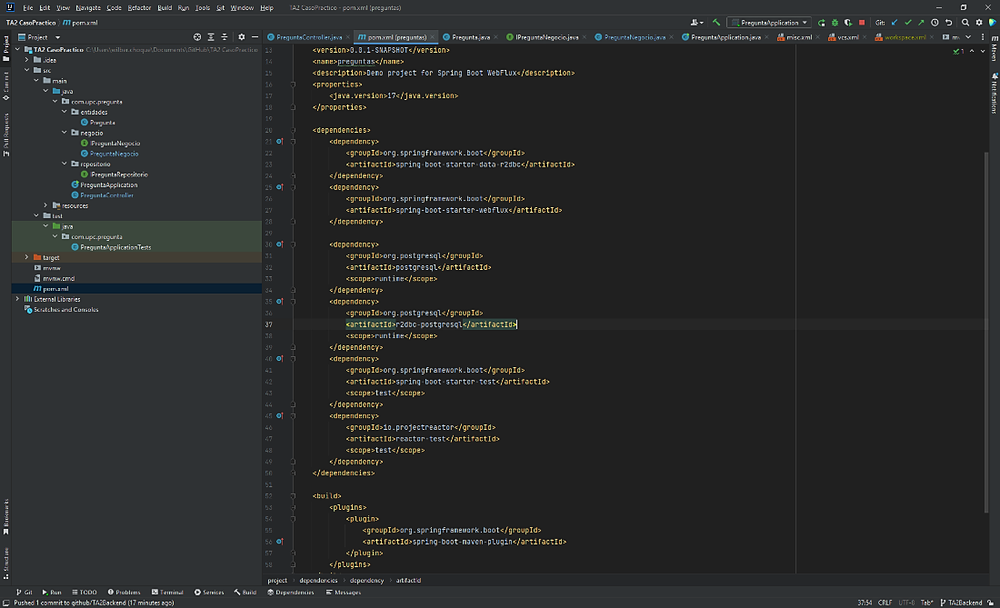 File Edit View Navigate Code Refactor Build Run Tools Git Window Help TA2 CasoPractico - pom.xml (preguntas)
TA2 CasoPractico pom.xml PreguntaApplication Git:
Project PreguntaController.java pom.xml (preguntas) Pregunta.java IPreguntaNegocio.java PreguntaNegocio.java PreguntaApplication.java misc.xml vcs.xml workspace.xml
TA2 CasoPractico
.idea
src
main
java
com.upc.pregunta
entidades
Pregunta
negocio
IPreguntaNegocio
PreguntaNegocio
repositorio
IPreguntaRepositorio
PreguntaApplication
PreguntaController
resources
test
java
com.upc.pregunta
PreguntaApplicationTests
target
mvnw
mvnw.cmd
pom.xml
External Libraries
Scratches and Consoles
Project
Commit
Pull Requests
Bookmarks
Structure
13 <version>0.0.1-SNAPSHOT</version>
14 <name>preguntas</name>
15 <description>Demo project for Spring Boot WebFlux</description>
16 <properties>
17 <java.version>17</java.version>
18 </properties>
19
20 <dependencies>
21 <dependency>
22 <groupId>org.springframework.boot</groupId>
23 <artifactId>spring-boot-starter-data-r2dbc</artifactId>
24 </dependency>
25 <dependency>
26 <groupId>org.springframework.boot</groupId>
27 <artifactId>spring-boot-starter-webflux</artifactId>
28 </dependency>
29
30 <dependency>
31 <groupId>org.postgresql</groupId>
32 <artifactId>postgresql</artifactId>
33 <scope>runtime</scope>
34 </dependency>
35 <dependency>
36 <groupId>org.postgresql</groupId>
37 <artifactId>r2dbc-postgresql</artifactId>
38 <scope>runtime</scope>
39 </dependency>
40 <dependency>
41 <groupId>org.springframework.boot</groupId>
42 <artifactId>spring-boot-starter-test</artifactId>
43 <scope>test</scope>
44 </dependency>
45 <dependency>
46 <groupId>io.projectreactor</groupId>
47 <artifactId>reactor-test</artifactId>
48 <scope>test</scope>
49 </dependency>
50 </dependencies>
51
52 <build>
53 <plugins>
54 <plugin>
55 <groupId>org.springframework.boot</groupId>
56 <artifactId>spring-boot-maven-plugin</artifactId>
57 </plugin>
58 </plugins>
1
Maven
Notifications
project dependencies dependency artifactId
Git Run TODO Problems Terminal Services Build Dependencies Messages
Pushed 1 commit to github/TA2Backend (17 minutes ago) 37:54 CRLF UTF-8 Tab* TA2Backend